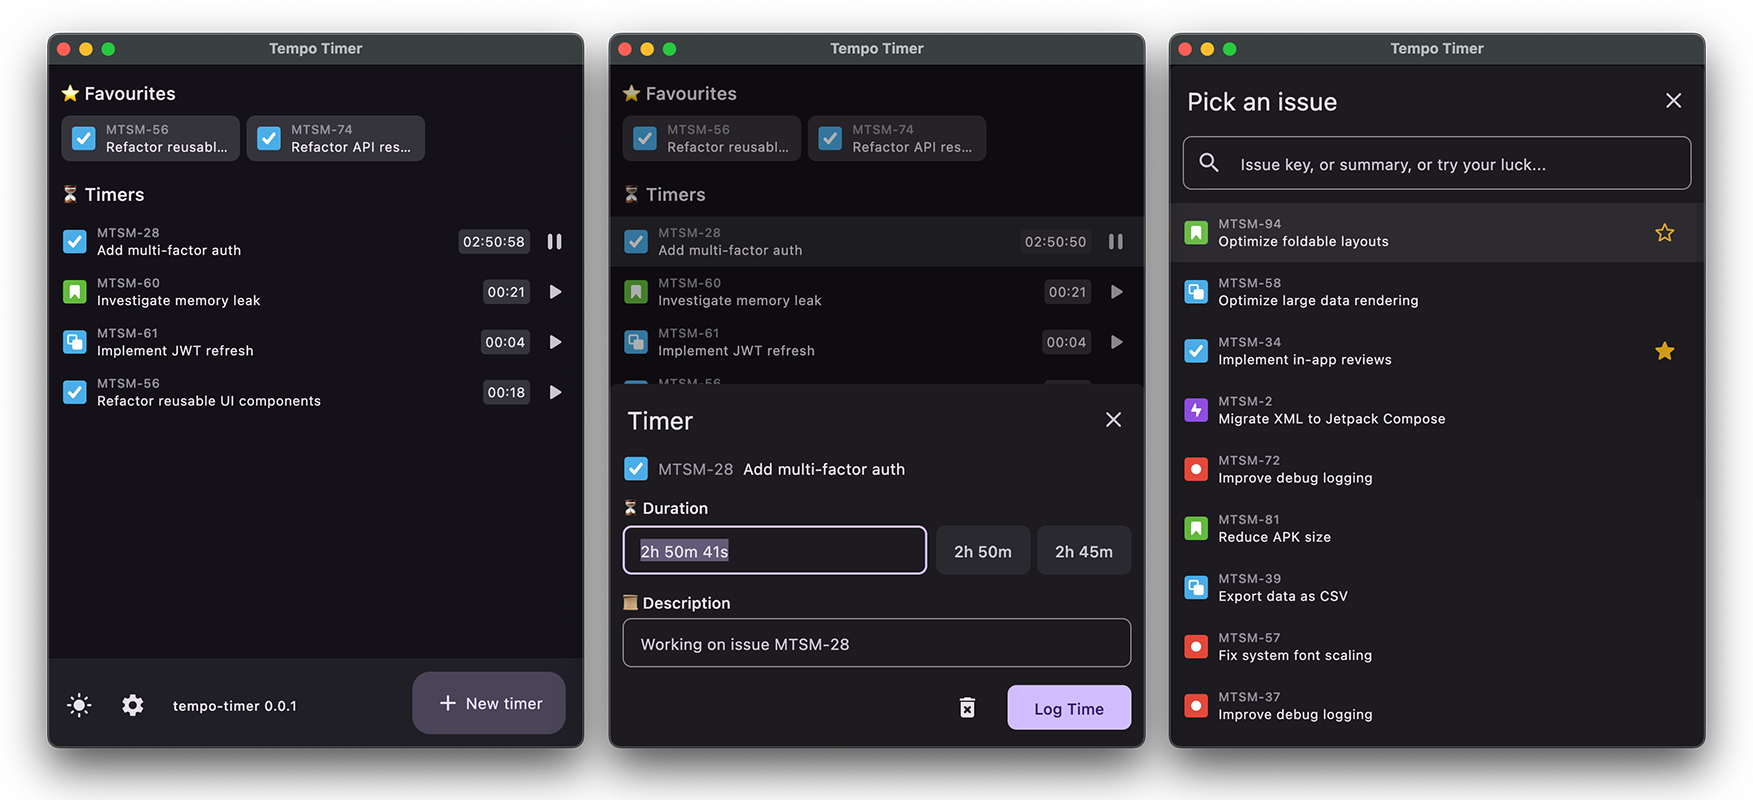 Tempo Timer
Favourites
MTSM-56
Refactor reusabl...
MTSM-74
Refactor API res...
Timers
MTSM-28
Add multi-factor auth
02:50:58
MTSM-60
Investigate memory leak
00:21
MTSM-61
Implement JWT refresh
00:04
MTSM-56
Refactor reusable UI components
00:18
tempo-timer 0.0.1
+ New timer
Tempo Timer
Favourites
MTSM-56
Refactor reusabl...
MTSM-74
Refactor API res...
Timers
MTSM-28
Add multi-factor auth
02:50:50
MTSM-60
Investigate memory leak
00:21
MTSM-61
Implement JWT refresh
00:04
MTSM-56
Timer
MTSM-28 Add multi-factor auth
Duration
2h 50m 41s
2h 50m
2h 45m
Description
Working on issue MTSM-28
Log Time
Tempo Timer
Pick an issue
Issue key, or summary, or try your luck...
MTSM-94
Optimize foldable layouts
MTSM-58
Optimize large data rendering
MTSM-34
Implement in-app reviews
MTSM-2
Migrate XML to Jetpack Compose
MTSM-72
Improve debug logging
MTSM-81
Reduce APK size
MTSM-39
Export data as CSV
MTSM-57
Fix system font scaling
MTSM-37
Improve debug logging